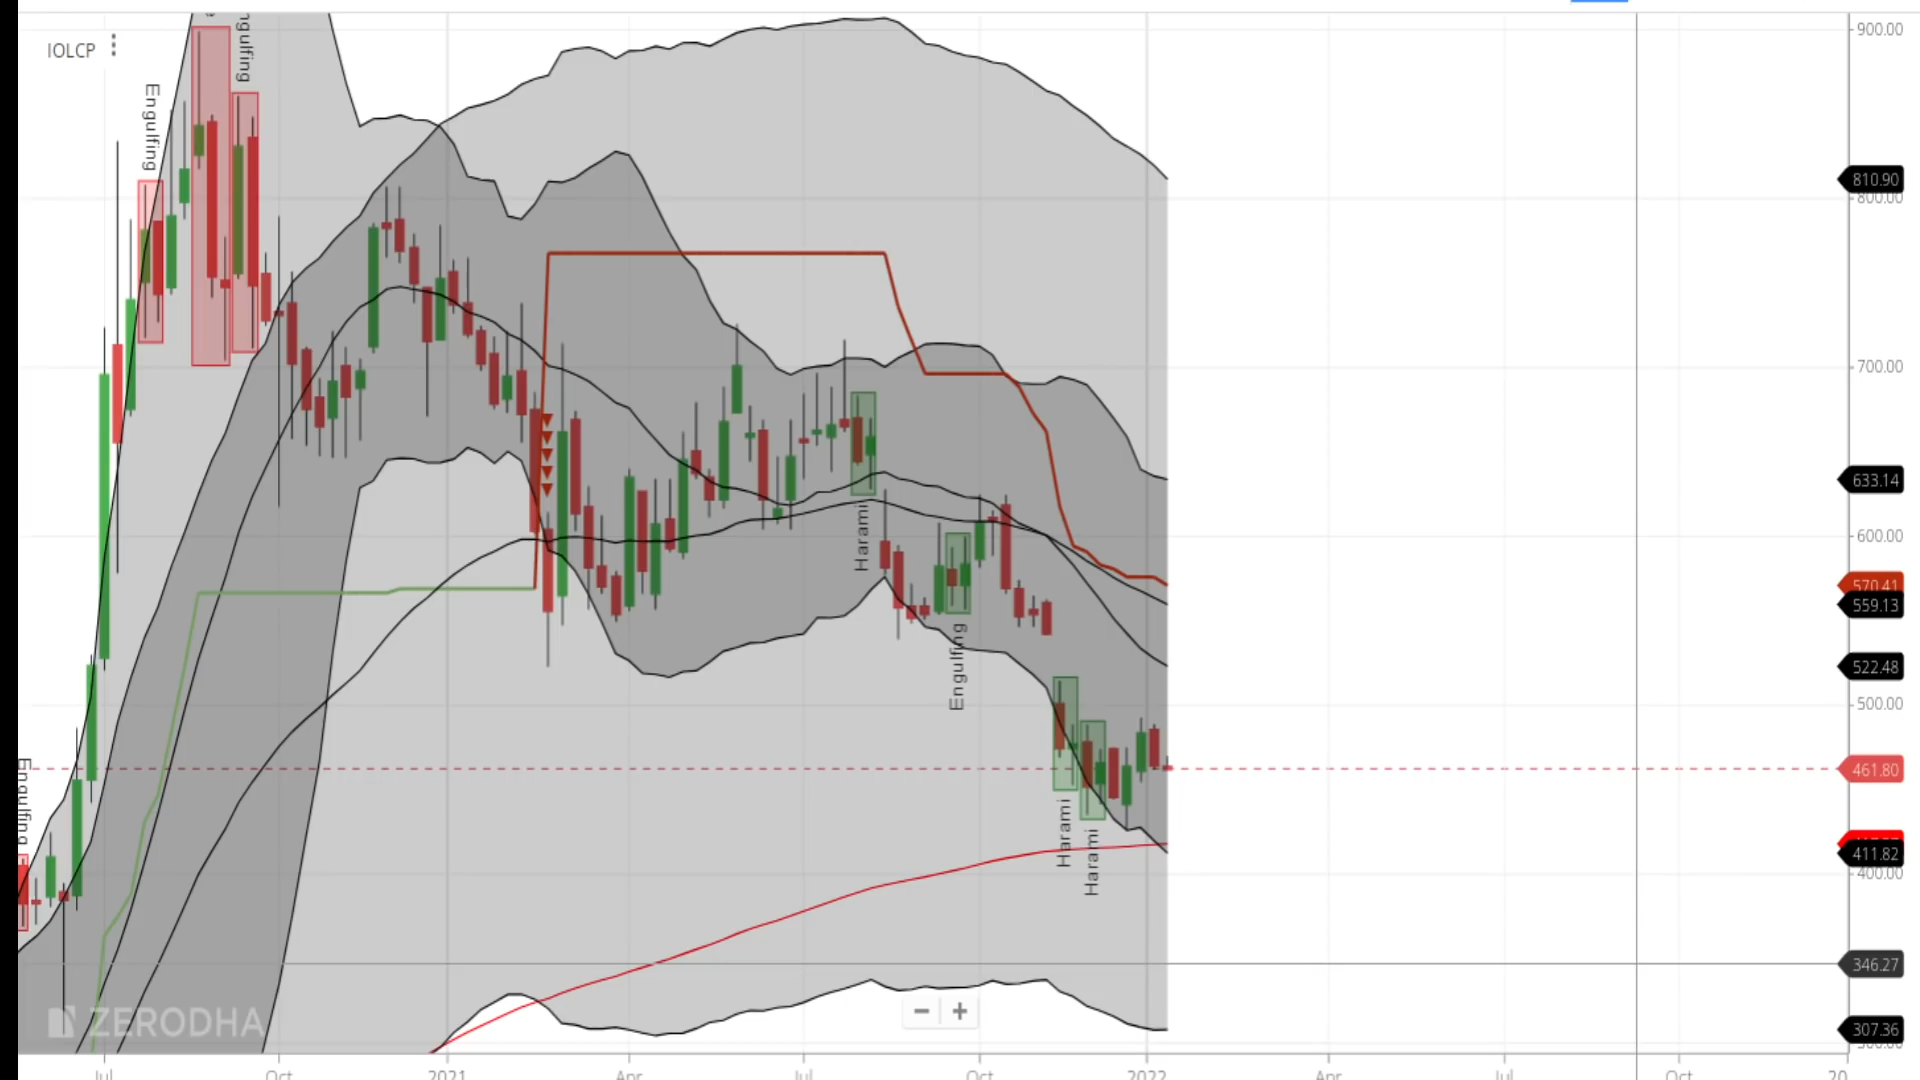 IOLCP
Engulfing
ngulfing
Engulfing
Harami
Engulfing
Harami
Harami
900.00
810.90
800.00
700.00
633.14
600.00
570.41
559.13
522.48
500.00
461.80
411.82
400.00
346.27
307.36
ZERODHA
Jul
Oct
2021
Apr
Jul
Oct
2022
Apr
Jul
Oct
20